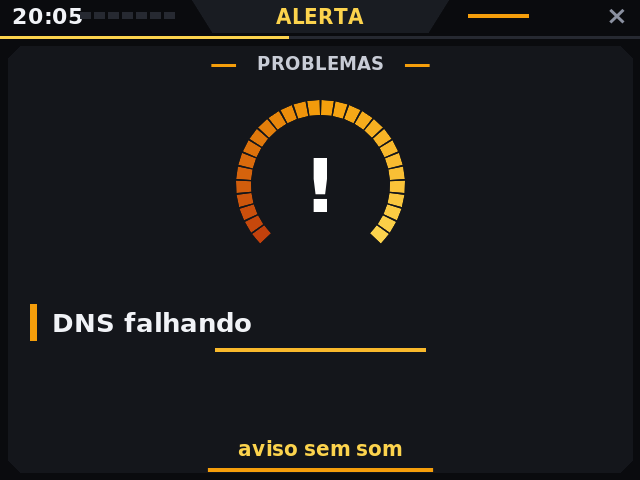 20:05
ALERTA
×
PROBLEMAS
!
DNS falhando
aviso sem som